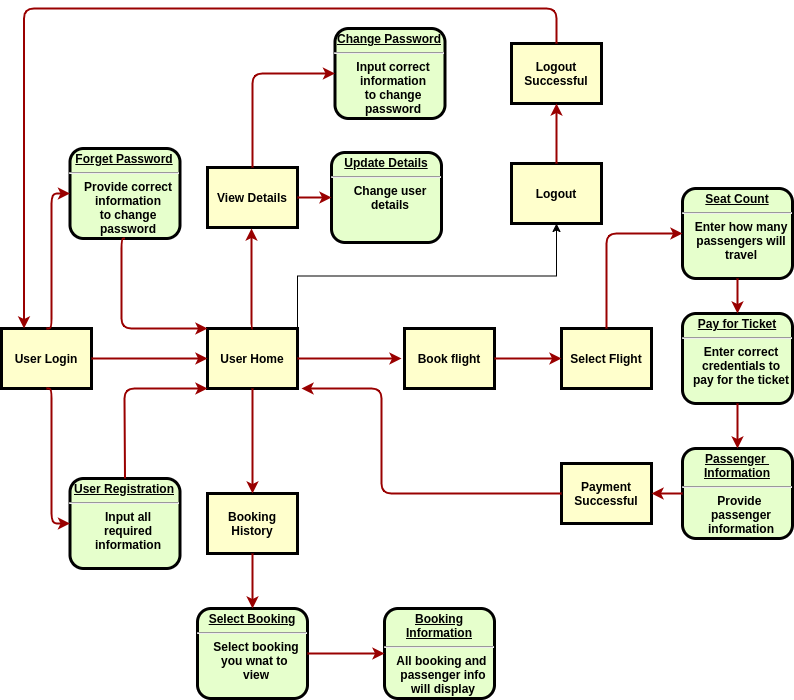 Change Password
Input correct
information
to change
password
Logout
Successful
Forget Password
Provide correct
information
to change
password
View Details
Update Details
Change user
details
Logout
Seat Count
Enter how many
passengers will
travel
User Login
User Home
Book flight
Select Flight
Pay for Ticket
Enter correct
credentials to
pay for the ticket
User Registration
Input all
required
information
Booking
History
Payment
Successful
Passenger
Information
Provide
passenger
information
Select Booking
Select booking
you wnat to
view
Booking
Information
All booking and
passenger info
will display